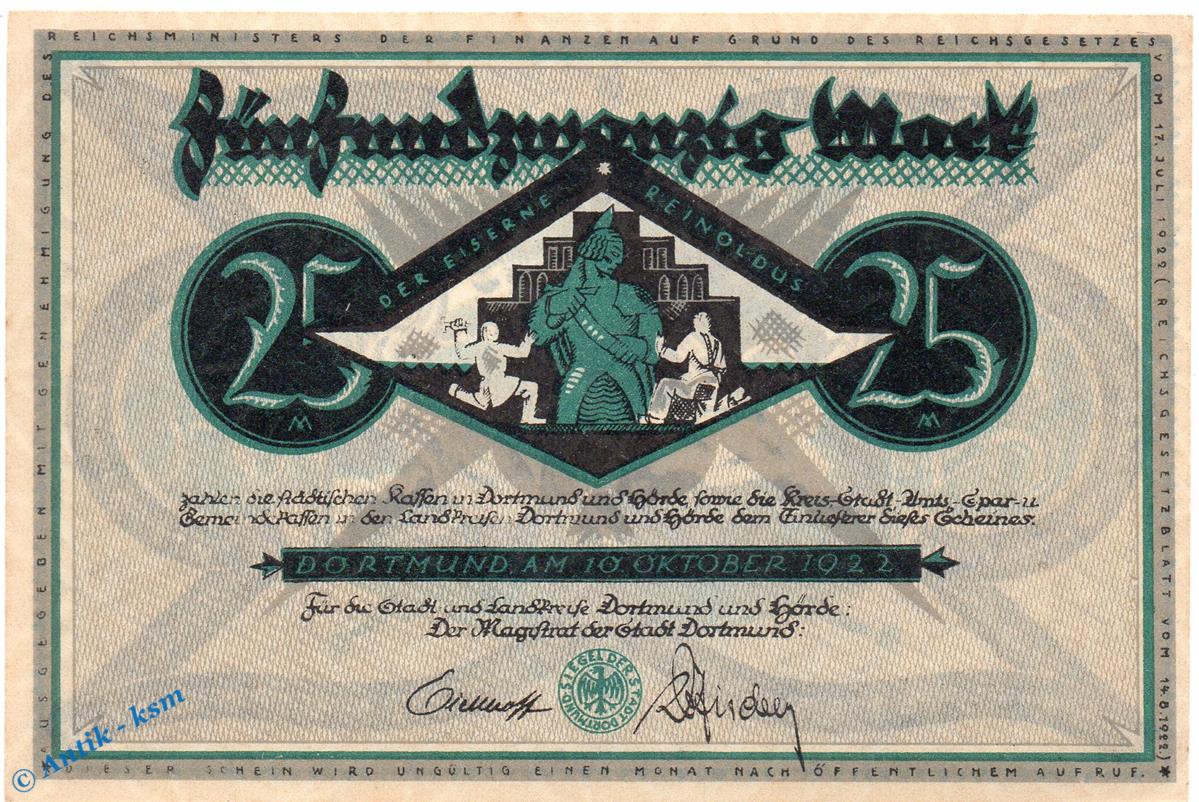 AUSGEGEBEN MIT GENEHMIGUNG DES
REICHSMINISTERS DER FINANZEN AUF GRUND DES REICHSGESETZES
VOM 17. JULI 1922 (REICHSGESETZBLATT VOM 14.8.1922.)
Fünfundzwanzig Mark
DER EISERNE REINOLDUS
25 25
M M
zahlen die städtischen Kassen in Dortmund und Hörde, sowie die Kreis-Stadt-Amts-Spar-u
Gemeindekassen in den Landkreisen Dortmund und Hörde dem Einlieferer dieses Scheines.
DORTMUND AM 10 OKTOBER 1922
Für die Stadt und Landkreise Dortmund und Hörde:
Der Magistrat der Stadt Dortmund:
Eichhoff
SIEGEL DER STADT DORTMUND
DIESER SCHEIN WIRD UNGÜLTIG EINEN MONAT NACH ÖFFENTLICHEM AUFRUF.
© Antik - ksm